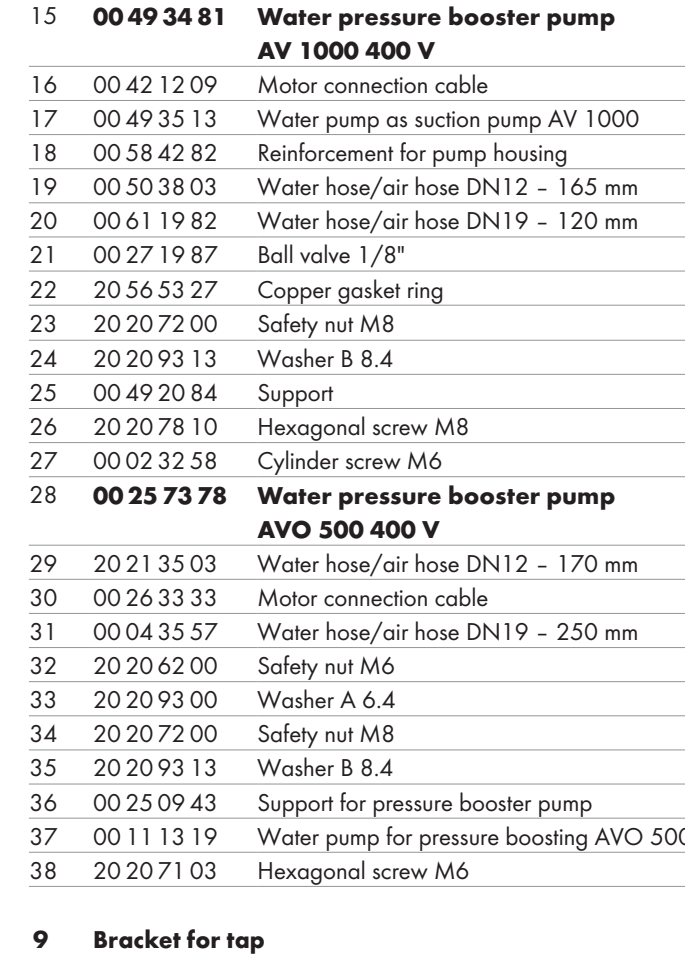 15 00 49 34 81 Water pressure booster pump
AV 1000 400 V
16 00 42 12 09 Motor connection cable
17 00 49 35 13 Water pump as suction pump AV 1000
18 00 58 42 82 Reinforcement for pump housing
19 00 50 38 03 Water hose/air hose DN12 – 165 mm
20 00 61 19 82 Water hose/air hose DN19 – 120 mm
21 00 27 19 87 Ball valve 1/8"
22 20 56 53 27 Copper gasket ring
23 20 20 72 00 Safety nut M8
24 20 20 93 13 Washer B 8.4
25 00 49 20 84 Support
26 20 20 78 10 Hexagonal screw M8
27 00 02 32 58 Cylinder screw M6
28 00 25 73 78 Water pressure booster pump
AVO 500 400 V
29 20 21 35 03 Water hose/air hose DN12 – 170 mm
30 00 26 33 33 Motor connection cable
31 00 04 35 57 Water hose/air hose DN19 – 250 mm
32 20 20 62 00 Safety nut M6
33 20 20 93 00 Washer A 6.4
34 20 20 72 00 Safety nut M8
35 20 20 93 13 Washer B 8.4
36 00 25 09 43 Support for pressure booster pump
37 00 11 13 19 Water pump for pressure boosting AVO 500
38 20 20 71 03 Hexagonal screw M6
9 Bracket for tap